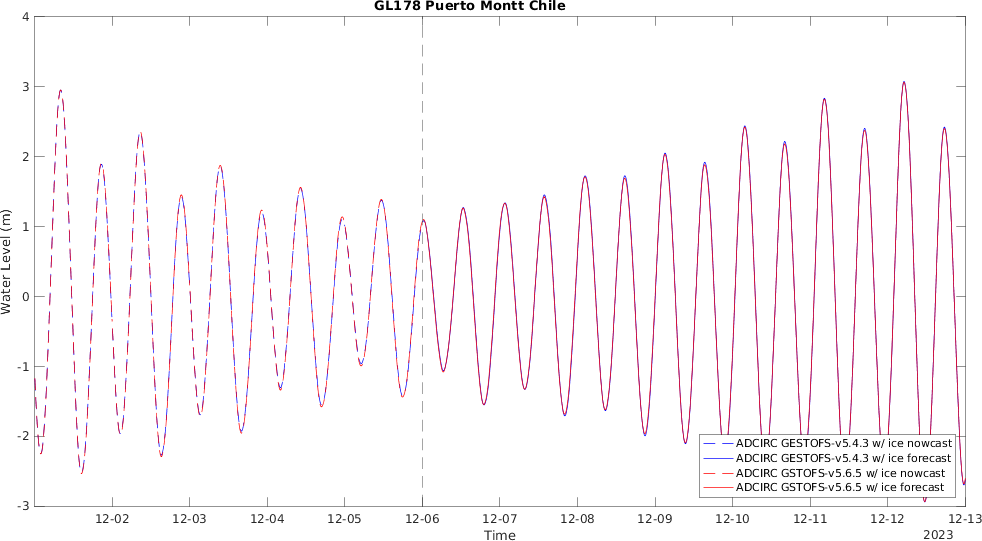 GL178 Puerto Montt Chile
4
3
2
1
0
-1
-2
-3
Water Level (m)
ADCIRC GESTOFS-v5.4.3 w/ ice nowcast
ADCIRC GESTOFS-v5.4.3 w/ ice forecast
ADCIRC GSTOFS-v5.6.5 w/ ice nowcast
ADCIRC GSTOFS-v5.6.5 w/ ice forecast
12-02 12-03 12-04 12-05 12-06 12-07 12-08 12-09 12-10 12-11 12-12 12-13
Time
2023